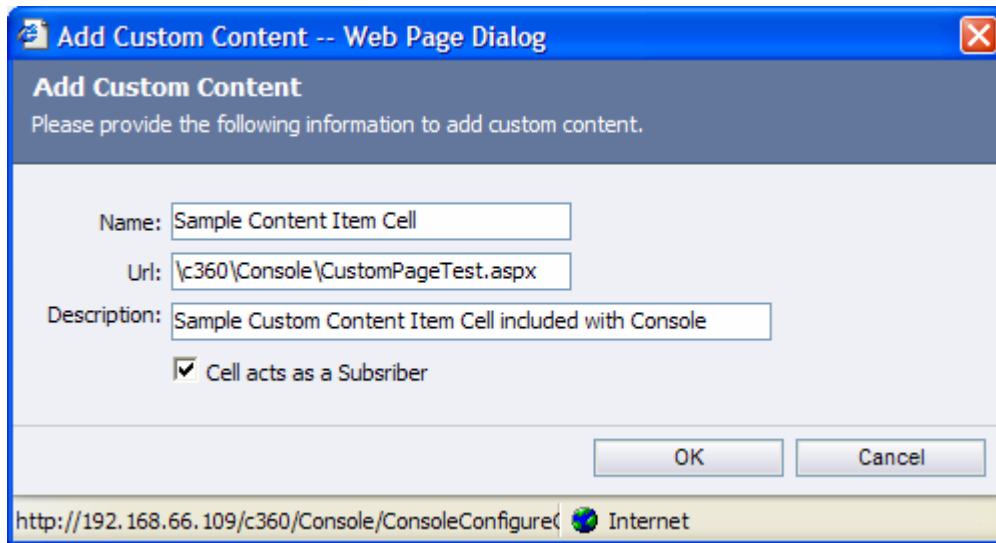 Add Custom Content -- Web Page Dialog
Add Custom Content
Please provide the following information to add custom content.
Name: Sample Content Item Cell
Url: \c360\Console\CustomPageTest.aspx
Description: Sample Custom Content Item Cell included with Console
Cell acts as a Subsriber
OK Cancel
http://192.168.66.109/c360/Console/ConsoleConfigure Internet